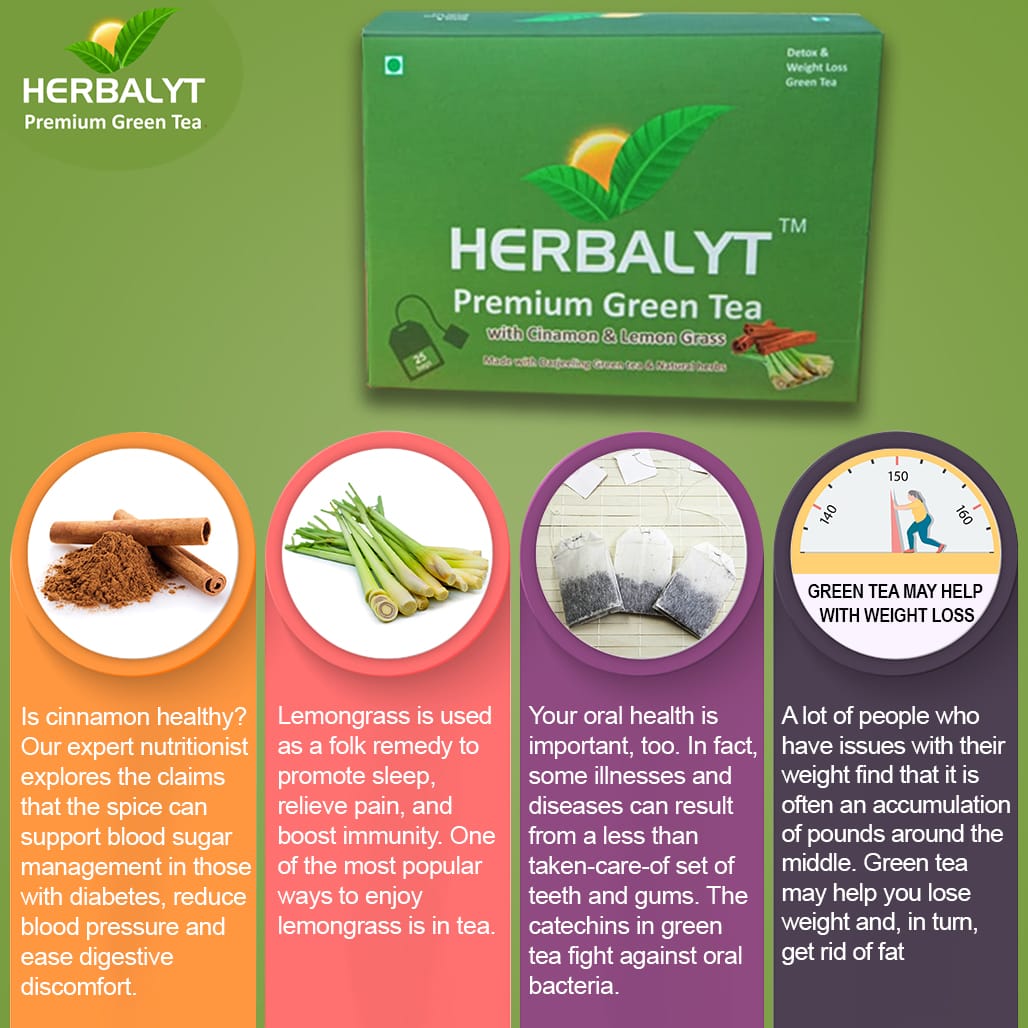 HERBALYT
Premium Green Tea
Detox &
Weight Loss
Green Tea
HERBALYT TM
Premium Green Tea
with Cinamon & Lemon Grass
Made with Darjeeling Green tea & Natural herbs
25
140
150
160
GREEN TEA MAY HELP
WITH WEIGHT LOSS
Is cinnamon healthy?
Our expert nutritionist
explores the claims
that the spice can
support blood sugar
management in those
with diabetes, reduce
blood pressure and
ease digestive
discomfort.
Lemongrass is used
as a folk remedy to
promote sleep,
relieve pain, and
boost immunity. One
of the most popular
ways to enjoy
lemongrass is in tea.
Your oral health is
important, too. In fact,
some illnesses and
diseases can result
from a less than
taken-care-of set of
teeth and gums. The
catechins in green
tea fight against oral
bacteria.
A lot of people who
have issues with their
weight find that it is
often an accumulation
of pounds around the
middle. Green tea
may help you lose
weight and, in turn,
get rid of fat